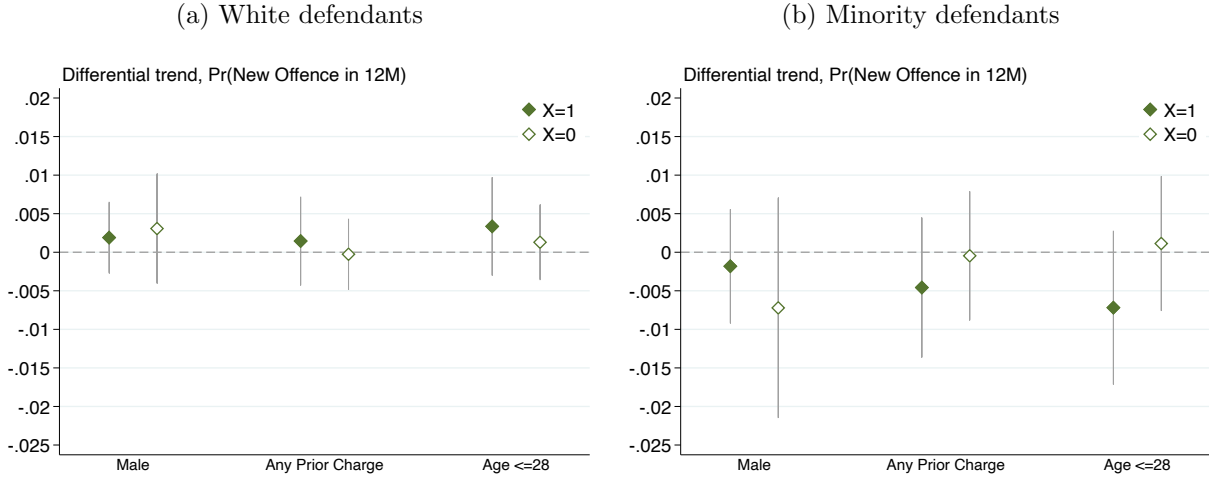 (a) White defendants
Differential trend, Pr(New Offence in 12M)
.02
.015
.01
.005
0
-.005
-.01
-.015
-.02
-.025
X=1
X=0
Male Any Prior Charge Age <=28
(b) Minority defendants
Differential trend, Pr(New Offence in 12M)
.02
.015
.01
.005
0
-.005
-.01
-.015
-.02
-.025
X=1
X=0
Male Any Prior Charge Age <=28